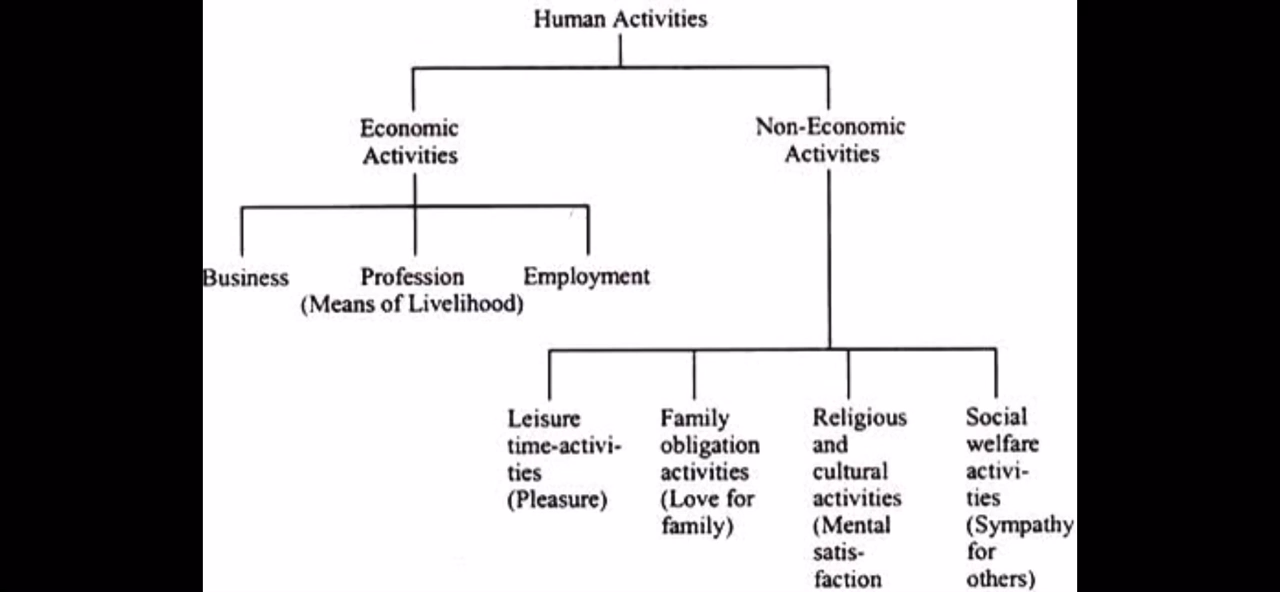 Human Activities
Economic
Activities
Non-Economic
Activities
Business
Profession
(Means of Livelihood)
Employment
Leisure
time-activi-
ties
(Pleasure)
Family
obligation
activities
(Love for
family)
Religious
and
cultural
activities
(Mental
satis-
faction
Social
welfare
activi-
ties
(Sympathy
for
others)